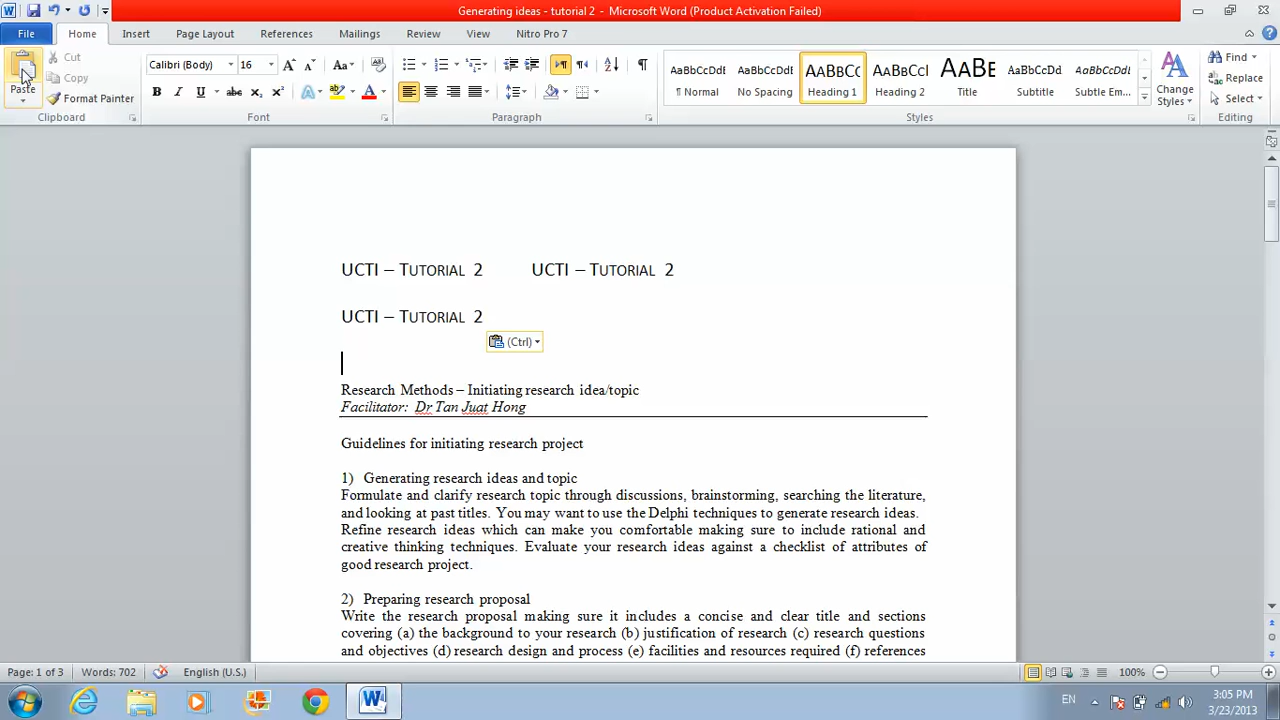 Generating ideas - tutorial 2 - Microsoft Word (Product Activation Failed)
File Home Insert Page Layout References Mailings Review View Nitro Pro 7
Paste
Cut
Copy
Format Painter
Clipboard
Calibri (Body) 16
Font
Paragraph
AaBbCcDdE AaBbCcDdE AABBCC AABBCCI AABB AaBbCcDd AaBbCcDdE
¶ Normal No Spacing Heading 1 Heading 2 Title Subtitle Subtle Em...
Styles
Change Styles
Find
Replace
Select
Editing
UCTI – TUTORIAL 2 UCTI – TUTORIAL 2
UCTI – TUTORIAL 2
(Ctrl)
Research Methods – Initiating research idea/topic
Facilitator: Dr Tan Juat Hong
Guidelines for initiating research project
1) Generating research ideas and topic
Formulate and clarify research topic through discussions, brainstorming, searching the literature,
and looking at past titles. You may want to use the Delphi techniques to generate research ideas.
Refine research ideas which can make you comfortable making sure to include rational and
creative thinking techniques. Evaluate your research ideas against a checklist of attributes of
good research project.
2) Preparing research proposal
Write the research proposal making sure it includes a concise and clear title and sections
covering (a) the background to your research (b) justification of research (c) research questions
and objectives (d) research design and process (e) facilities and resources required (f) references
Page: 1 of 3 Words: 702 English (U.S.) 100%
EN 3:05 PM
3/23/2013